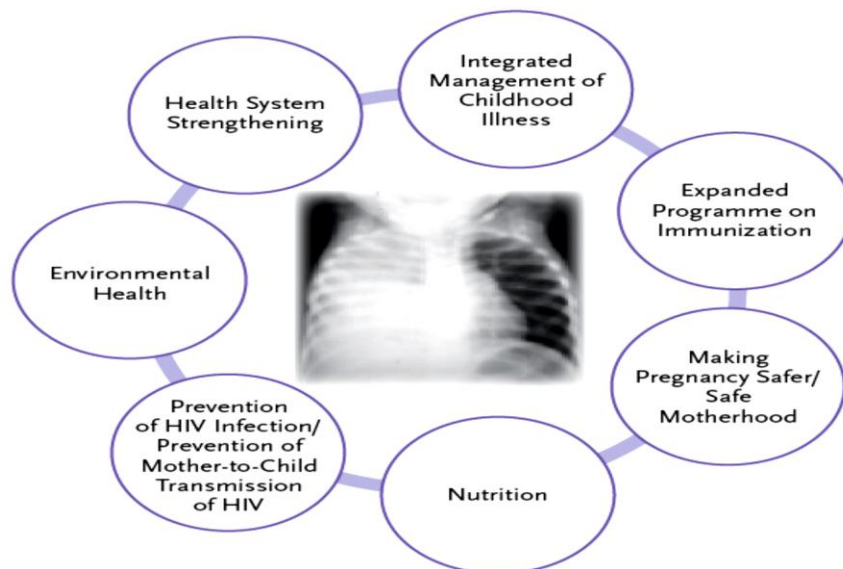 Integrated
Management of
Childhood
Illness
Expanded
Programme on
Immunization
Making
Pregnancy Safer/
Safe
Motherhood
Nutrition
Prevention
of HIV Infection/
Prevention of
Mother-to-Child
Transmission
of HIV
Environmental
Health
Health System
Strengthening